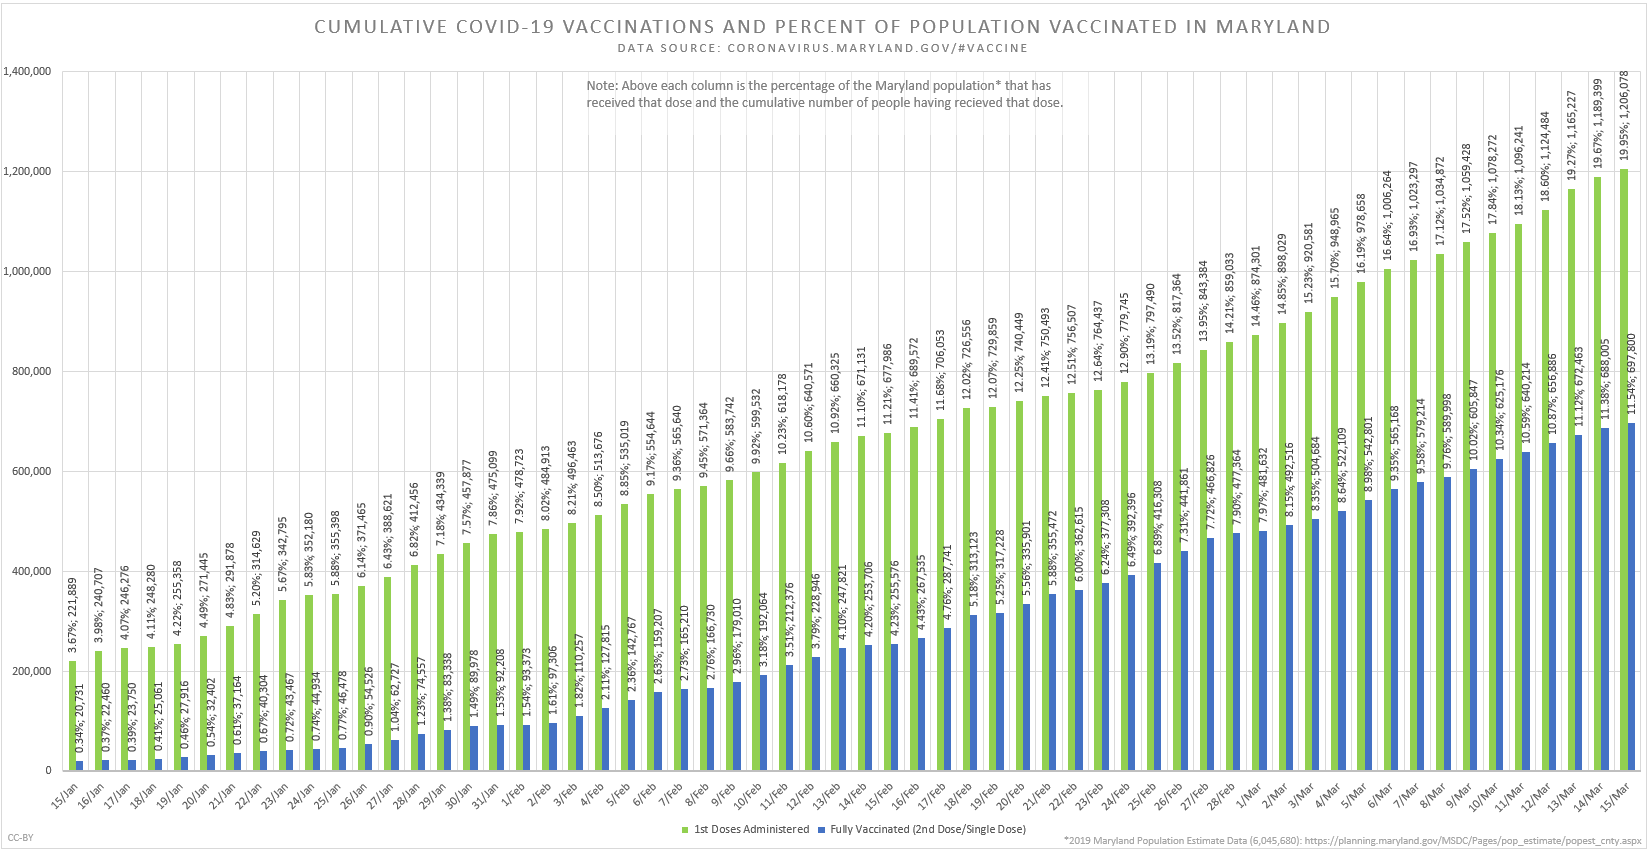 CUMULATIVE COVID-19 VACCINATIONS AND PERCENT OF POPULATION VACCINATED IN MARYLAND
DATA SOURCE: CORONAVIRUS.MARYLAND.GOV/#VACCINE
Note: Above each column is the percentage of the Maryland population* that has
received that dose and the cumulative number of people having recieved that dose.
1,400,000
1,200,000
1,000,000
800,000
600,000
400,000
200,000
0
3.67%; 221,889
0.34%; 20,731
3.98%; 240,707
0.37%; 22,460
4.07%; 246,276
0.39%; 23,750
4.11%; 248,280
0.41%; 25,061
4.22%; 255,358
0.46%; 27,916
4.49%; 271,445
0.54%; 32,402
4.83%; 291,878
0.61%; 37,164
5.20%; 314,629
0.67%; 40,304
5.67%; 342,795
0.72%; 43,467
5.83%; 352,180
0.74%; 44,934
5.88%; 355,398
0.77%; 46,478
6.14%; 371,465
0.90%; 54,526
6.43%; 388,621
1.04%; 62,727
6.82%; 412,456
1.23%; 74,557
7.18%; 434,339
1.38%; 83,338
7.57%; 457,877
1.49%; 89,978
7.86%; 475,099
1.53%; 92,208
7.92%; 478,723
1.54%; 93,373
8.02%; 484,913
1.61%; 97,306
8.21%; 496,463
1.82%; 110,257
8.50%; 513,676
2.11%; 127,815
8.85%; 535,019
2.36%; 142,767
9.17%; 554,644
2.63%; 159,207
9.36%; 565,640
2.73%; 165,210
9.45%; 571,364
2.76%; 166,730
9.66%; 583,742
2.96%; 179,010
9.92%; 599,532
3.18%; 192,064
10.23%; 618,178
3.51%; 212,376
10.60%; 640,571
3.79%; 228,946
10.92%; 660,325
4.10%; 247,821
11.10%; 671,131
4.20%; 253,706
11.21%; 677,986
4.23%; 255,576
11.41%; 689,572
4.43%; 267,535
11.68%; 706,053
4.76%; 287,741
12.02%; 726,556
5.18%; 313,123
12.07%; 729,859
5.25%; 317,228
12.25%; 740,449
5.56%; 335,901
12.41%; 750,493
5.88%; 355,472
12.51%; 756,507
6.00%; 362,615
12.64%; 764,437
6.24%; 377,308
12.90%; 779,745
6.49%; 392,396
13.19%; 797,490
6.89%; 416,308
13.52%; 817,364
7.31%; 441,861
13.95%; 843,384
7.72%; 466,826
14.21%; 859,033
7.90%; 477,364
14.46%; 874,301
7.97%; 481,632
14.85%; 898,029
8.15%; 492,516
15.23%; 920,581
8.35%; 504,684
15.70%; 948,965
8.64%; 522,109
16.19%; 978,658
8.98%; 542,801
16.64%; 1,006,264
9.35%; 565,168
16.93%; 1,023,297
9.58%; 579,214
17.12%; 1,034,872
9.76%; 589,998
17.52%; 1,059,428
10.02%; 605,847
17.84%; 1,078,272
10.34%; 625,176
18.13%; 1,096,241
10.59%; 640,214
18.60%; 1,124,484
10.87%; 656,886
19.27%; 1,165,227
11.12%; 672,463
19.67%; 1,189,399
11.38%; 688,005
19.95%; 1,206,078
11.54%; 697,800
15/Jan
16/Jan
17/Jan
18/Jan
19/Jan
20/Jan
21/Jan
22/Jan
23/Jan
24/Jan
25/Jan
26/Jan
27/Jan
28/Jan
29/Jan
30/Jan
31/Jan
1/Feb
2/Feb
3/Feb
4/Feb
5/Feb
6/Feb
7/Feb
8/Feb
9/Feb
10/Feb
11/Feb
12/Feb
13/Feb
14/Feb
15/Feb
16/Feb
17/Feb
18/Feb
19/Feb
20/Feb
21/Feb
22/Feb
23/Feb
24/Feb
25/Feb
26/Feb
27/Feb
28/Feb
1/Mar
2/Mar
3/Mar
4/Mar
5/Mar
6/Mar
7/Mar
8/Mar
9/Mar
10/Mar
11/Mar
12/Mar
13/Mar
14/Mar
15/Mar
1st Doses Administered
Fully Vaccinated (2nd Dose/Single Dose)
CC-BY
*2019 Maryland Population Estimate Data (6,045,680): https://planning.maryland.gov/MSDC/Pages/pop_estimate/popest_cnty.aspx